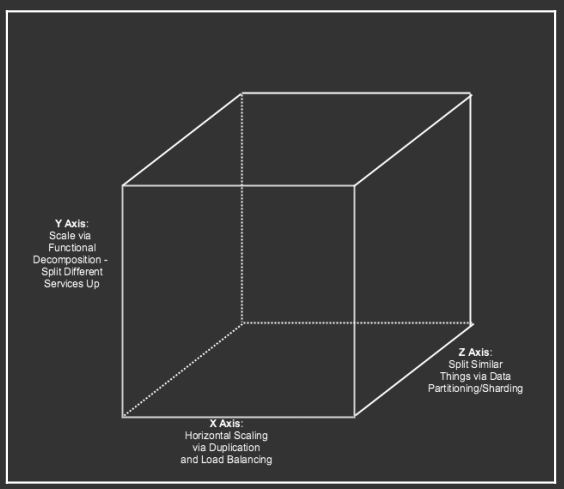 Y Axis:
Scale via
Functional
Decomposition -
Split Different
Services Up
Z Axis:
Split Similar
Things via Data
Partitioning/Sharding
X Axis:
Horizontal Scaling
via Duplication
and Load Balancing